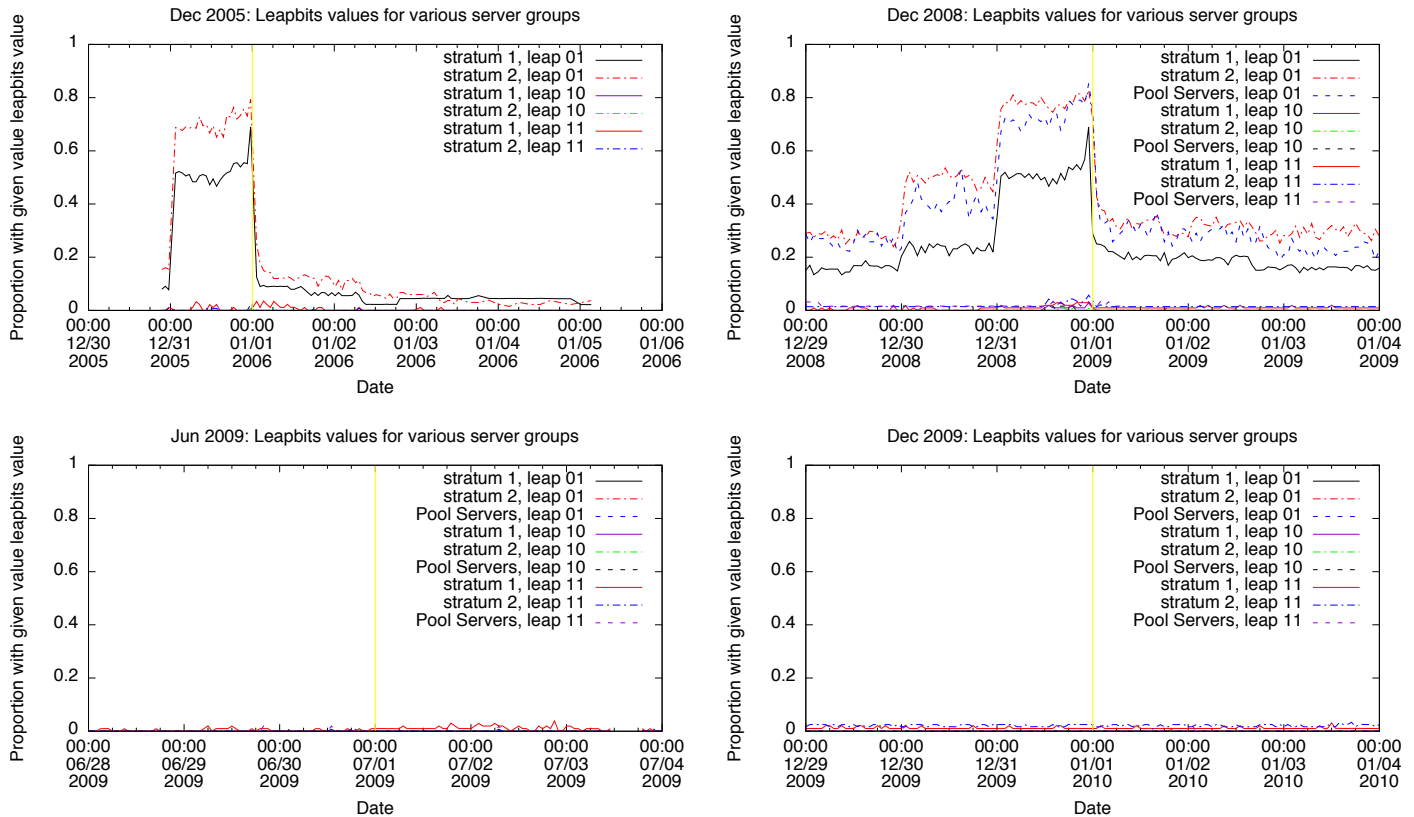 Dec 2005: Leapbits values for various server groups
Proportion with given value leapbits value
1
0.8
0.6
0.4
0.2
0
stratum 1, leap 01
stratum 2, leap 01
stratum 1, leap 10
stratum 2, leap 10
stratum 1, leap 11
stratum 2, leap 11
00:00 00:00 00:00 00:00 00:00 00:00 00:00 00:00
12/30 12/31 01/01 01/02 01/03 01/04 01/05 01/06
2005 2005 2006 2006 2006 2006 2006 2006
Date
Dec 2008: Leapbits values for various server groups
Proportion with given value leapbits value
1
0.8
0.6
0.4
0.2
0
stratum 1, leap 01
stratum 2, leap 01
Pool Servers, leap 01
stratum 1, leap 10
stratum 2, leap 10
Pool Servers, leap 10
stratum 1, leap 11
stratum 2, leap 11
Pool Servers, leap 11
00:00 00:00 00:00 00:00 00:00 00:00 00:00
12/29 12/30 12/31 01/01 01/02 01/03 01/04
2008 2008 2008 2009 2009 2009 2009
Date
Jun 2009: Leapbits values for various server groups
Proportion with given value leapbits value
1
0.8
0.6
0.4
0.2
0
stratum 1, leap 01
stratum 2, leap 01
Pool Servers, leap 01
stratum 1, leap 10
stratum 2, leap 10
Pool Servers, leap 10
stratum 1, leap 11
stratum 2, leap 11
Pool Servers, leap 11
00:00 00:00 00:00 00:00 00:00 00:00 00:00
06/28 06/29 06/30 07/01 07/02 07/03 07/04
2009 2009 2009 2009 2009 2009 2009
Date
Dec 2009: Leapbits values for various server groups
Proportion with given value leapbits value
1
0.8
0.6
0.4
0.2
0
stratum 1, leap 01
stratum 2, leap 01
Pool Servers, leap 01
stratum 1, leap 10
stratum 2, leap 10
Pool Servers, leap 10
stratum 1, leap 11
stratum 2, leap 11
Pool Servers, leap 11
00:00 00:00 00:00 00:00 00:00 00:00 00:00
12/29 12/30 12/31 01/01 01/02 01/03 01/04
2009 2009 2009 2010 2010 2010 2010
Date